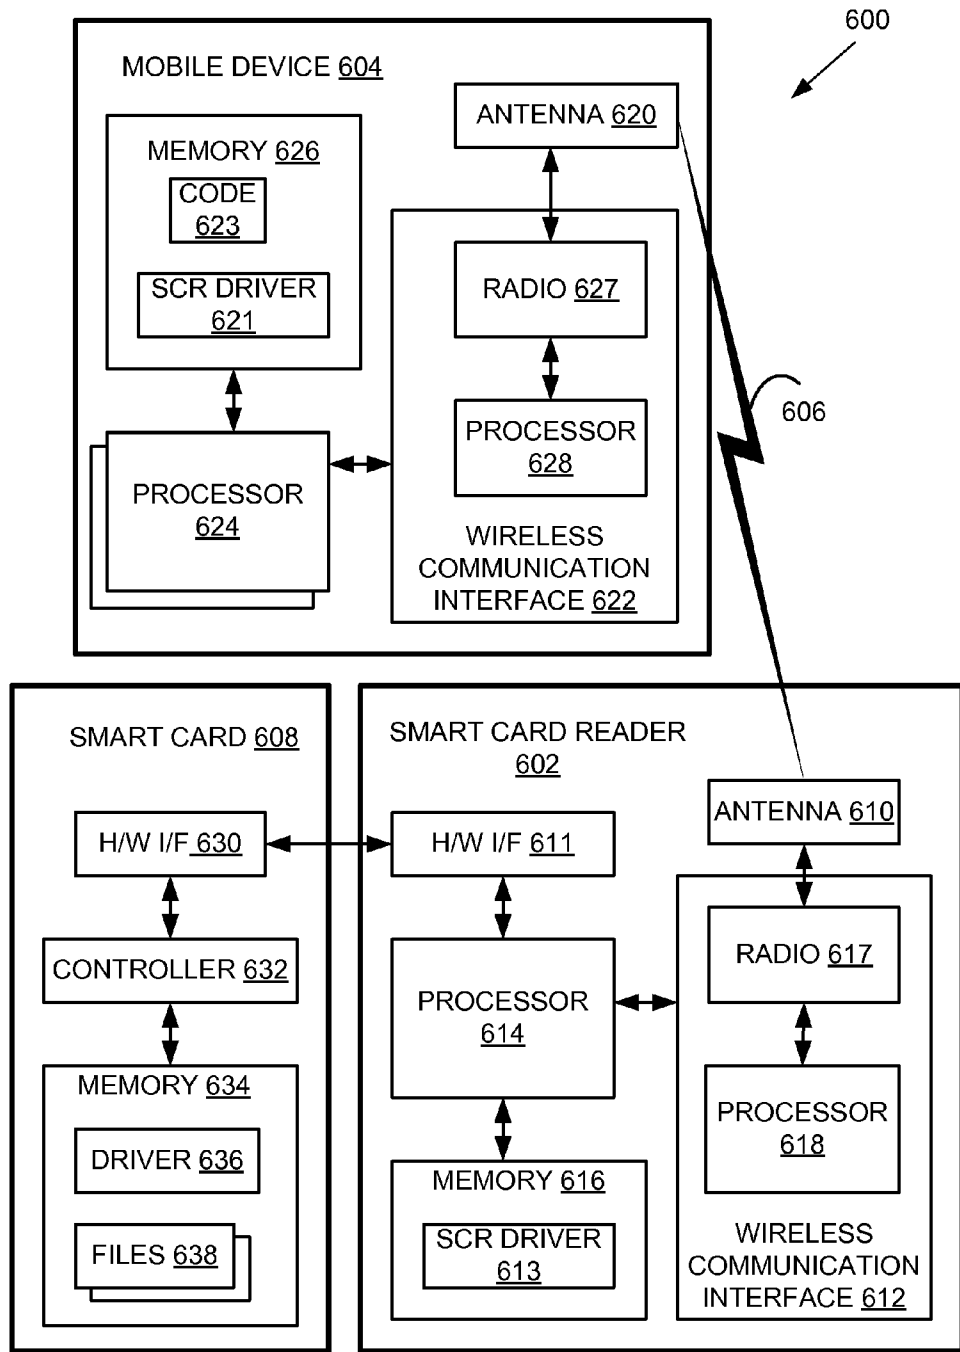 600
MOBILE DEVICE 604
ANTENNA 620
MEMORY 626
CODE
623
SCR DRIVER
621
RADIO 627
PROCESSOR
628
PROCESSOR
624
WIRELESS
COMMUNICATION
INTERFACE 622
606
SMART CARD 608
H/W I/F 630
CONTROLLER 632
MEMORY 634
DRIVER 636
FILES 638
SMART CARD READER
602
ANTENNA 610
H/W I/F 611
RADIO 617
PROCESSOR
614
PROCESSOR
618
MEMORY 616
SCR DRIVER
613
WIRELESS
COMMUNICATION
INTERFACE 612